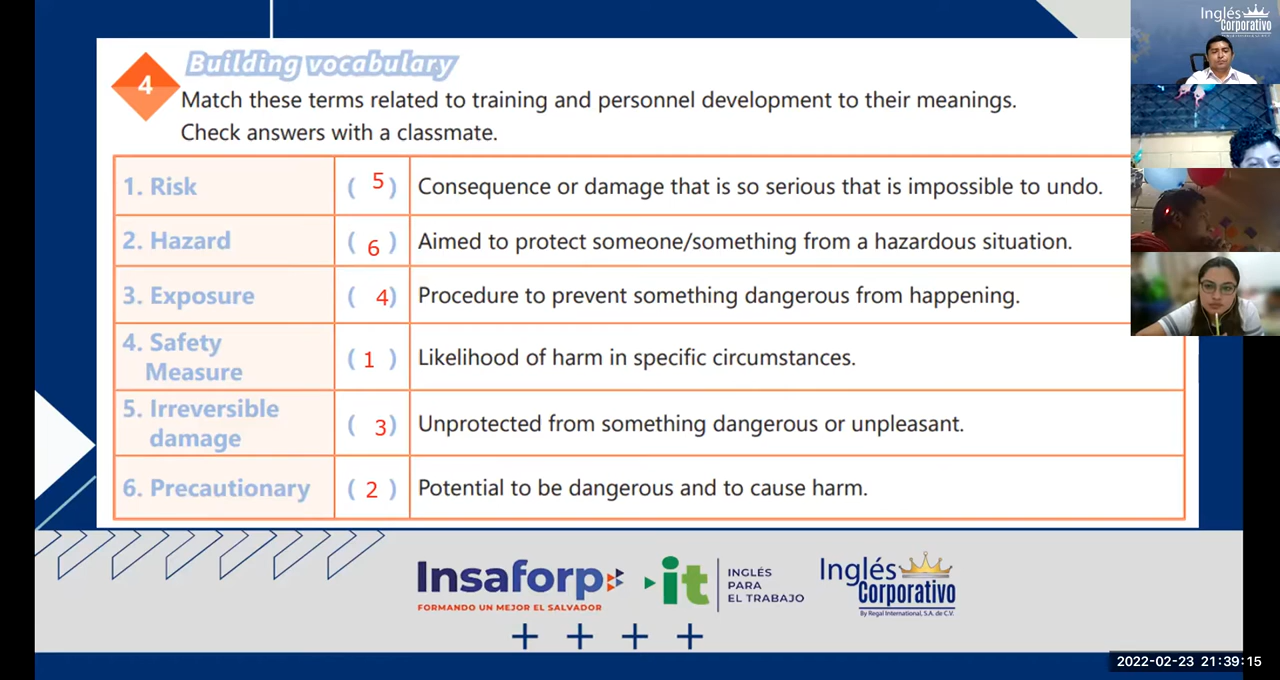 Inglés
Corporativo
4
Building vocabulary
Match these terms related to training and personnel development to their meanings.
Check answers with a classmate.
1. Risk ( 5 ) Consequence or damage that is so serious that is impossible to undo.
2. Hazard ( 6 ) Aimed to protect someone/something from a hazardous situation.
3. Exposure ( 4) Procedure to prevent something dangerous from happening.
4. Safety
Measure ( 1 ) Likelihood of harm in specific circumstances.
5. Irreversible
damage ( 3) Unprotected from something dangerous or unpleasant.
6. Precautionary ( 2 ) Potential to be dangerous and to cause harm.
Insaforp
FORMANDO UN MEJOR EL SALVADOR
it
INGLÉS
PARA
EL TRABAJO
Inglés
Corporativo
By Regal International, S.A. de C.V.
2022-02-23 21:39:15